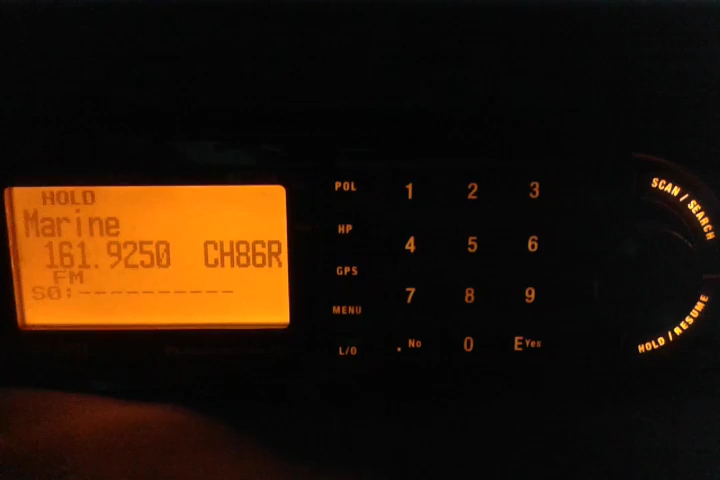 HOLD
Marine
161.9250 CH86R
FM
S0:----------
POL
HP
GPS
MENU
L/O
1 2 3
4 5 6
7 8 9
. No 0 E Yes
SCAN / SEARCH
HOLD / RESUME